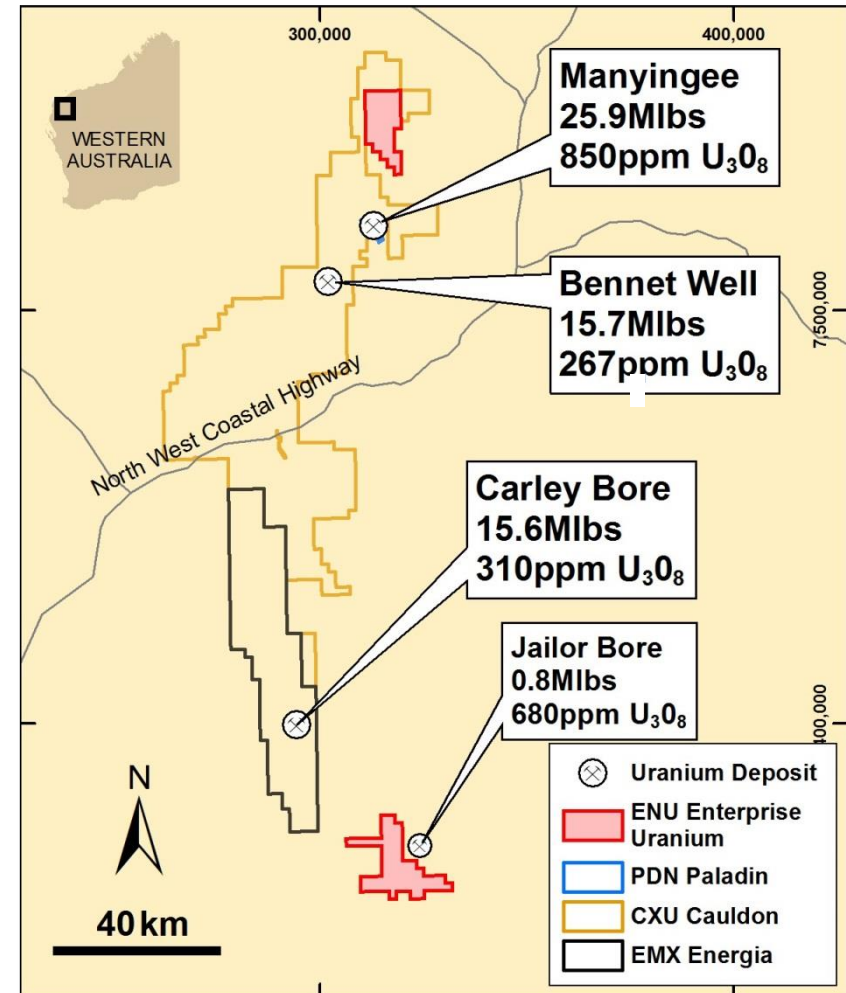 300,000
400,000
WESTERN
AUSTRALIA
Manyingee
25.9Mlbs
850ppm U₃0₈
Bennet Well
15.7Mlbs
267ppm U₃0₈
7,500,000
North West Coastal Highway
Carley Bore
15.6Mlbs
310ppm U₃0₈
Jailor Bore
0.8Mlbs
680ppm U₃0₈
400,000
N
40 km
Uranium Deposit
ENU Enterprise
Uranium
PDN Paladin
CXU Cauldon
EMX Energia